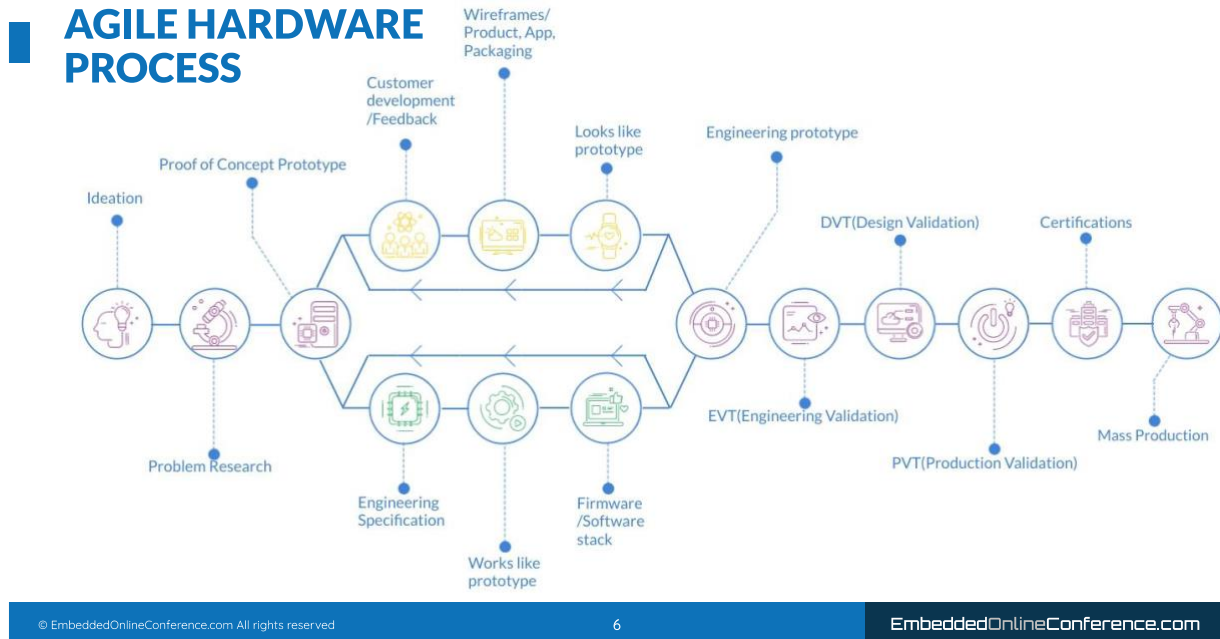 AGILE HARDWARE
PROCESS
Ideation
Problem Research
Proof of Concept Prototype
Customer
development
/Feedback
Wireframes/
Product, App,
Packaging
Looks like
prototype
Engineering
Specification
Works like
prototype
Firmware
/Software
stack
Engineering prototype
EVT(Engineering Validation)
DVT(Design Validation)
PVT(Production Validation)
Certifications
Mass Production
© EmbeddedOnlineConference.com All rights reserved
6
EmbeddedOnlineConference.com